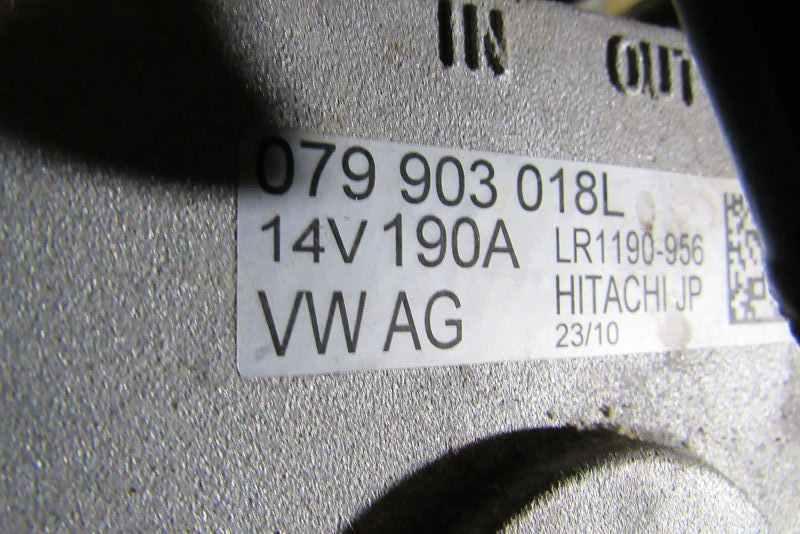 IN OUT
079 903 018L
14V 190A LR1190-956
VW AG HITACHI JP
23/10